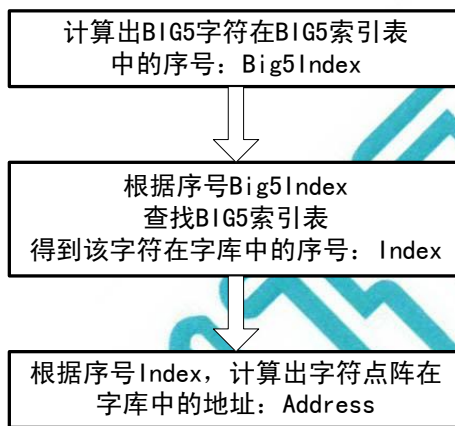 计算出BIG5字符在BIG5索引表
中的序号：Big5Index
根据序号Big5Index
查找BIG5索引表
得到该字符在字库中的序号：Index
根据序号Index，计算出字符点阵在
字库中的地址：Address